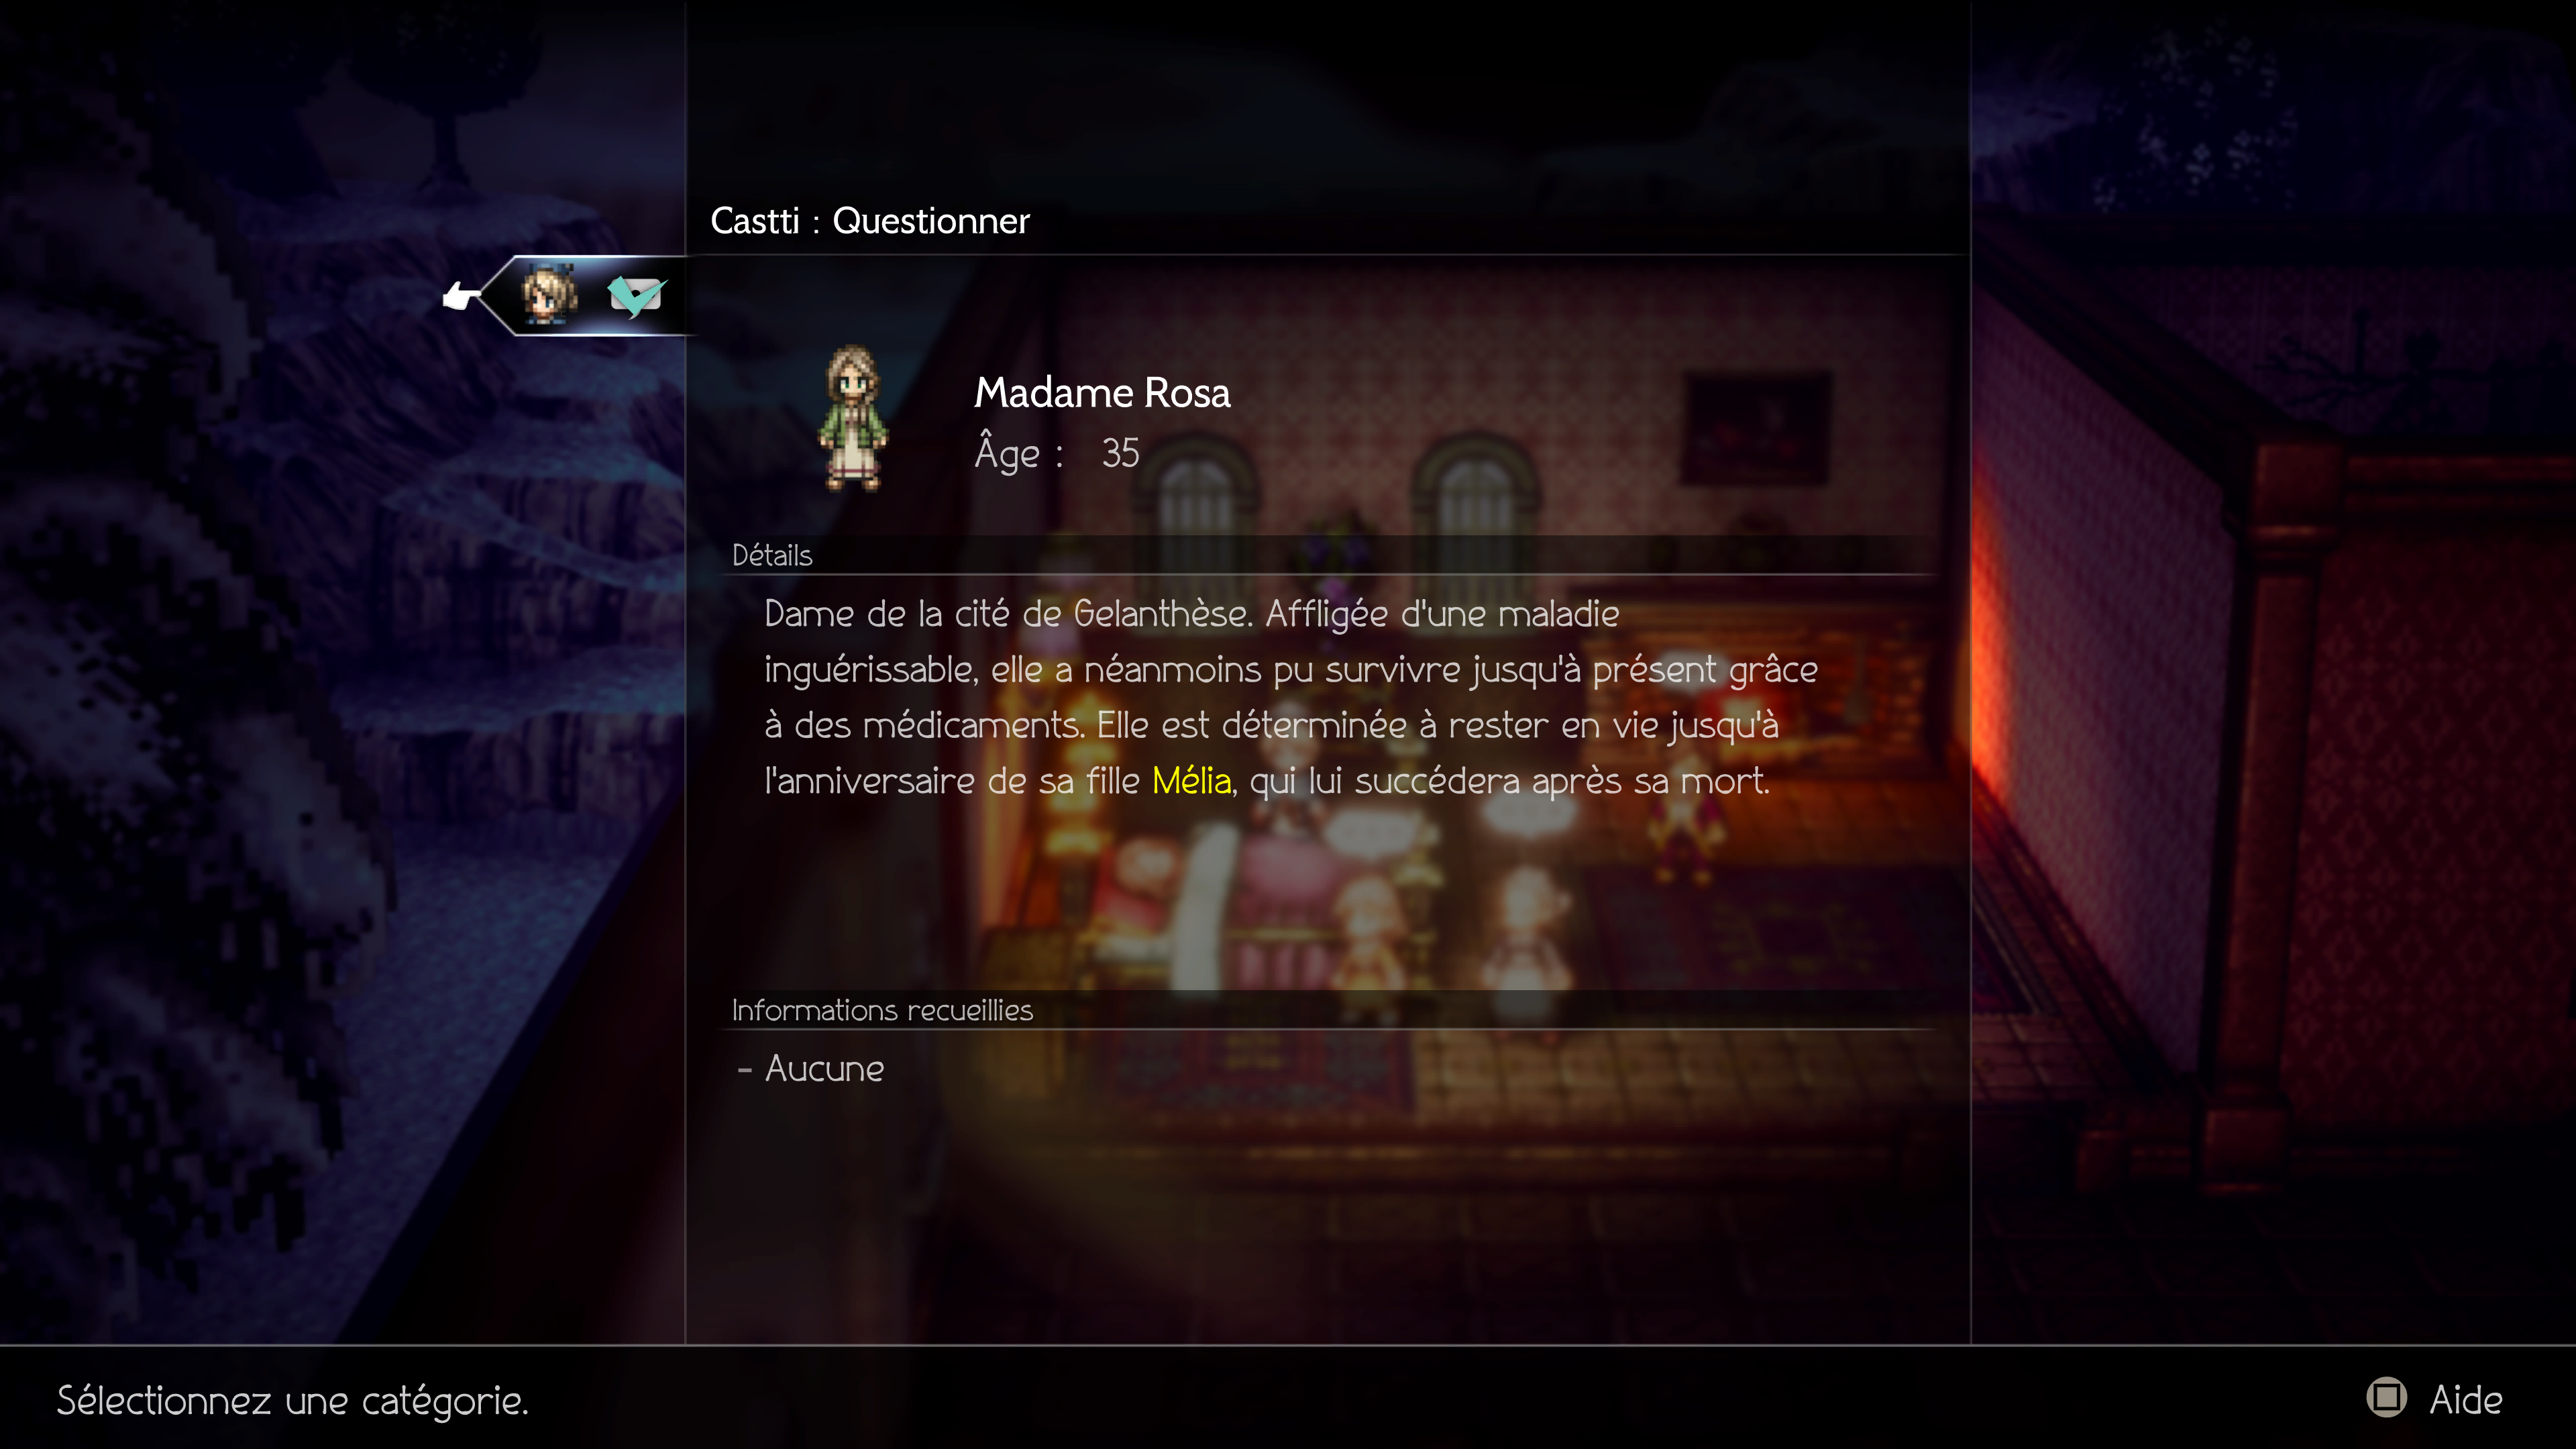 Castti : Questionner
Madame Rosa
Âge : 35
Détails
Dame de la cité de Gelanthèse. Affligée d'une maladie
inguérissable, elle a néanmoins pu survivre jusqu'à présent grâce
à des médicaments. Elle est déterminée à rester en vie jusqu'à
l'anniversaire de sa fille Mélia, qui lui succédera après sa mort.
Informations recueillies
- Aucune
Sélectionnez une catégorie.
Aide